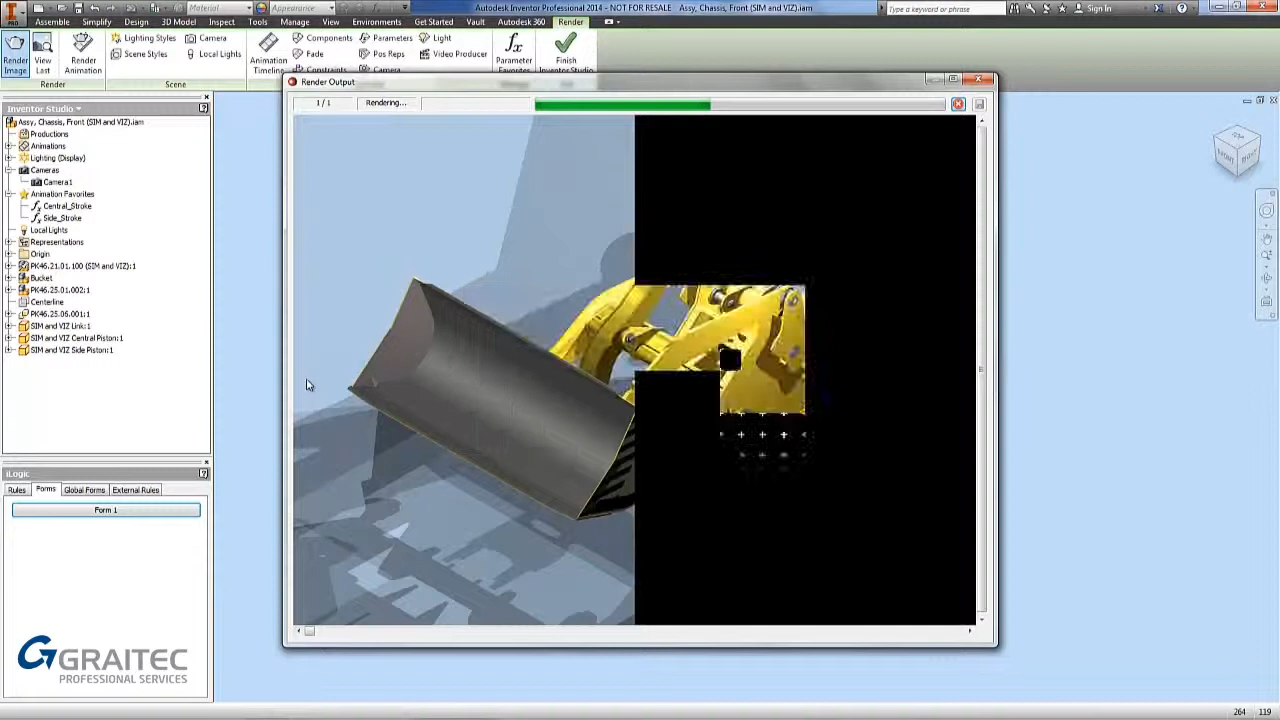 Material
Appearance
Autodesk Inventor Professional 2014 - NOT FOR RESALE
Assy, Chassis, Front (SIM and VIZ).iam
Type a keyword or phrase
Sign In
PRO
Assemble
Simplify
Design
3D Model
Inspect
Tools
Manage
View
Environments
Get Started
Vault
Autodesk 360
Render
Render Image
View Last
Render Animation
Lighting Styles
Camera
Scene Styles
Local Lights
Animation Timeline
Components
Parameters
Light
Fade
Pos Reps
Video Producer
Constraints
Camera
Parameter Favorites
Finish Inventor Studio
Render
Scene
Render Output
1 / 1
Rendering...
Inventor Studio
Assy, Chassis, Front (SIM and VIZ).iam
Productions
Animations
Lighting (Display)
Cameras
Camera1
Animation Favorites
Central_Stroke
Side_Stroke
Local Lights
Representations
Origin
PK46.21.01.100 (SIM and VIZ):1
Bucket
PK46.25.01.002:1
Centerline
PK46.25.06.001:1
SIM and VIZ Link:1
SIM and VIZ Central Piston:1
SIM and VIZ Side Piston:1
iLogic
Rules
Forms
Global Forms
External Rules
Form 1
GRAITEC
PROFESSIONAL SERVICES
FRONT
RIGHT
264
119